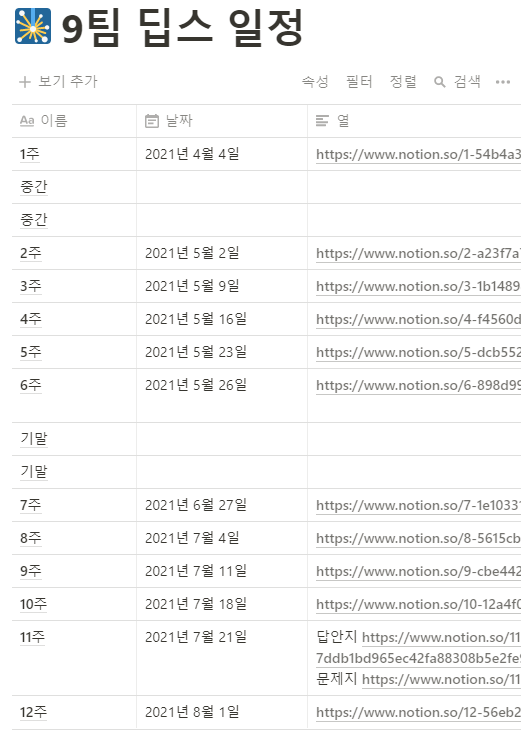 9팀 딥스 일정
보기 추가 속성 필터 정렬 검색
Aa 이름 날짜 열
1주 2021년 4월 4일 https://www.notion.so/1-54b4a3
중간
중간
2주 2021년 5월 2일 https://www.notion.so/2-a23f7a
3주 2021년 5월 9일 https://www.notion.so/3-1b1489
4주 2021년 5월 16일 https://www.notion.so/4-f4560d
5주 2021년 5월 23일 https://www.notion.so/5-dcb552
6주 2021년 5월 26일 https://www.notion.so/6-898d99
기말
기말
7주 2021년 6월 27일 https://www.notion.so/7-1e1033
8주 2021년 7월 4일 https://www.notion.so/8-5615cb
9주 2021년 7월 11일 https://www.notion.so/9-cbe442
10주 2021년 7월 18일 https://www.notion.so/10-12a4f0
11주 2021년 7월 21일 답안지 https://www.notion.so/11
7ddb1bd965ec42fa88308b5e2fe
문제지 https://www.notion.so/11
12주 2021년 8월 1일 https://www.notion.so/12-56eb2